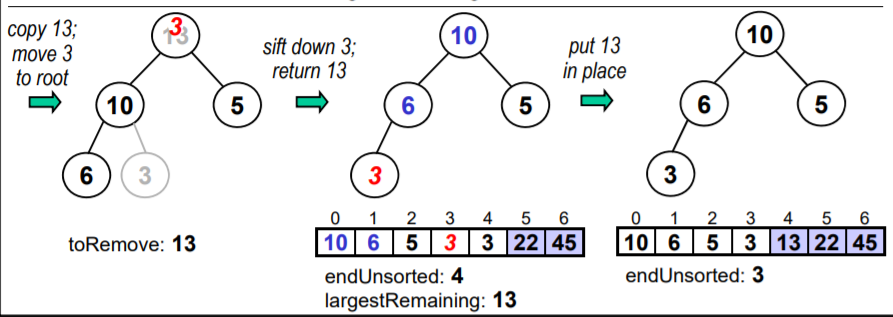 copy 13;
move 3
to root
13
3
10
5
6
3
toRemove: 13
sift down 3;
return 13
10
6
5
3
0 1 2 3 4 5 6
10 6 5 3 3 22 45
endUnsorted: 4
largestRemaining: 13
put 13
in place
10
6
5
3
0 1 2 3 4 5 6
10 6 5 3 13 22 45
endUnsorted: 3